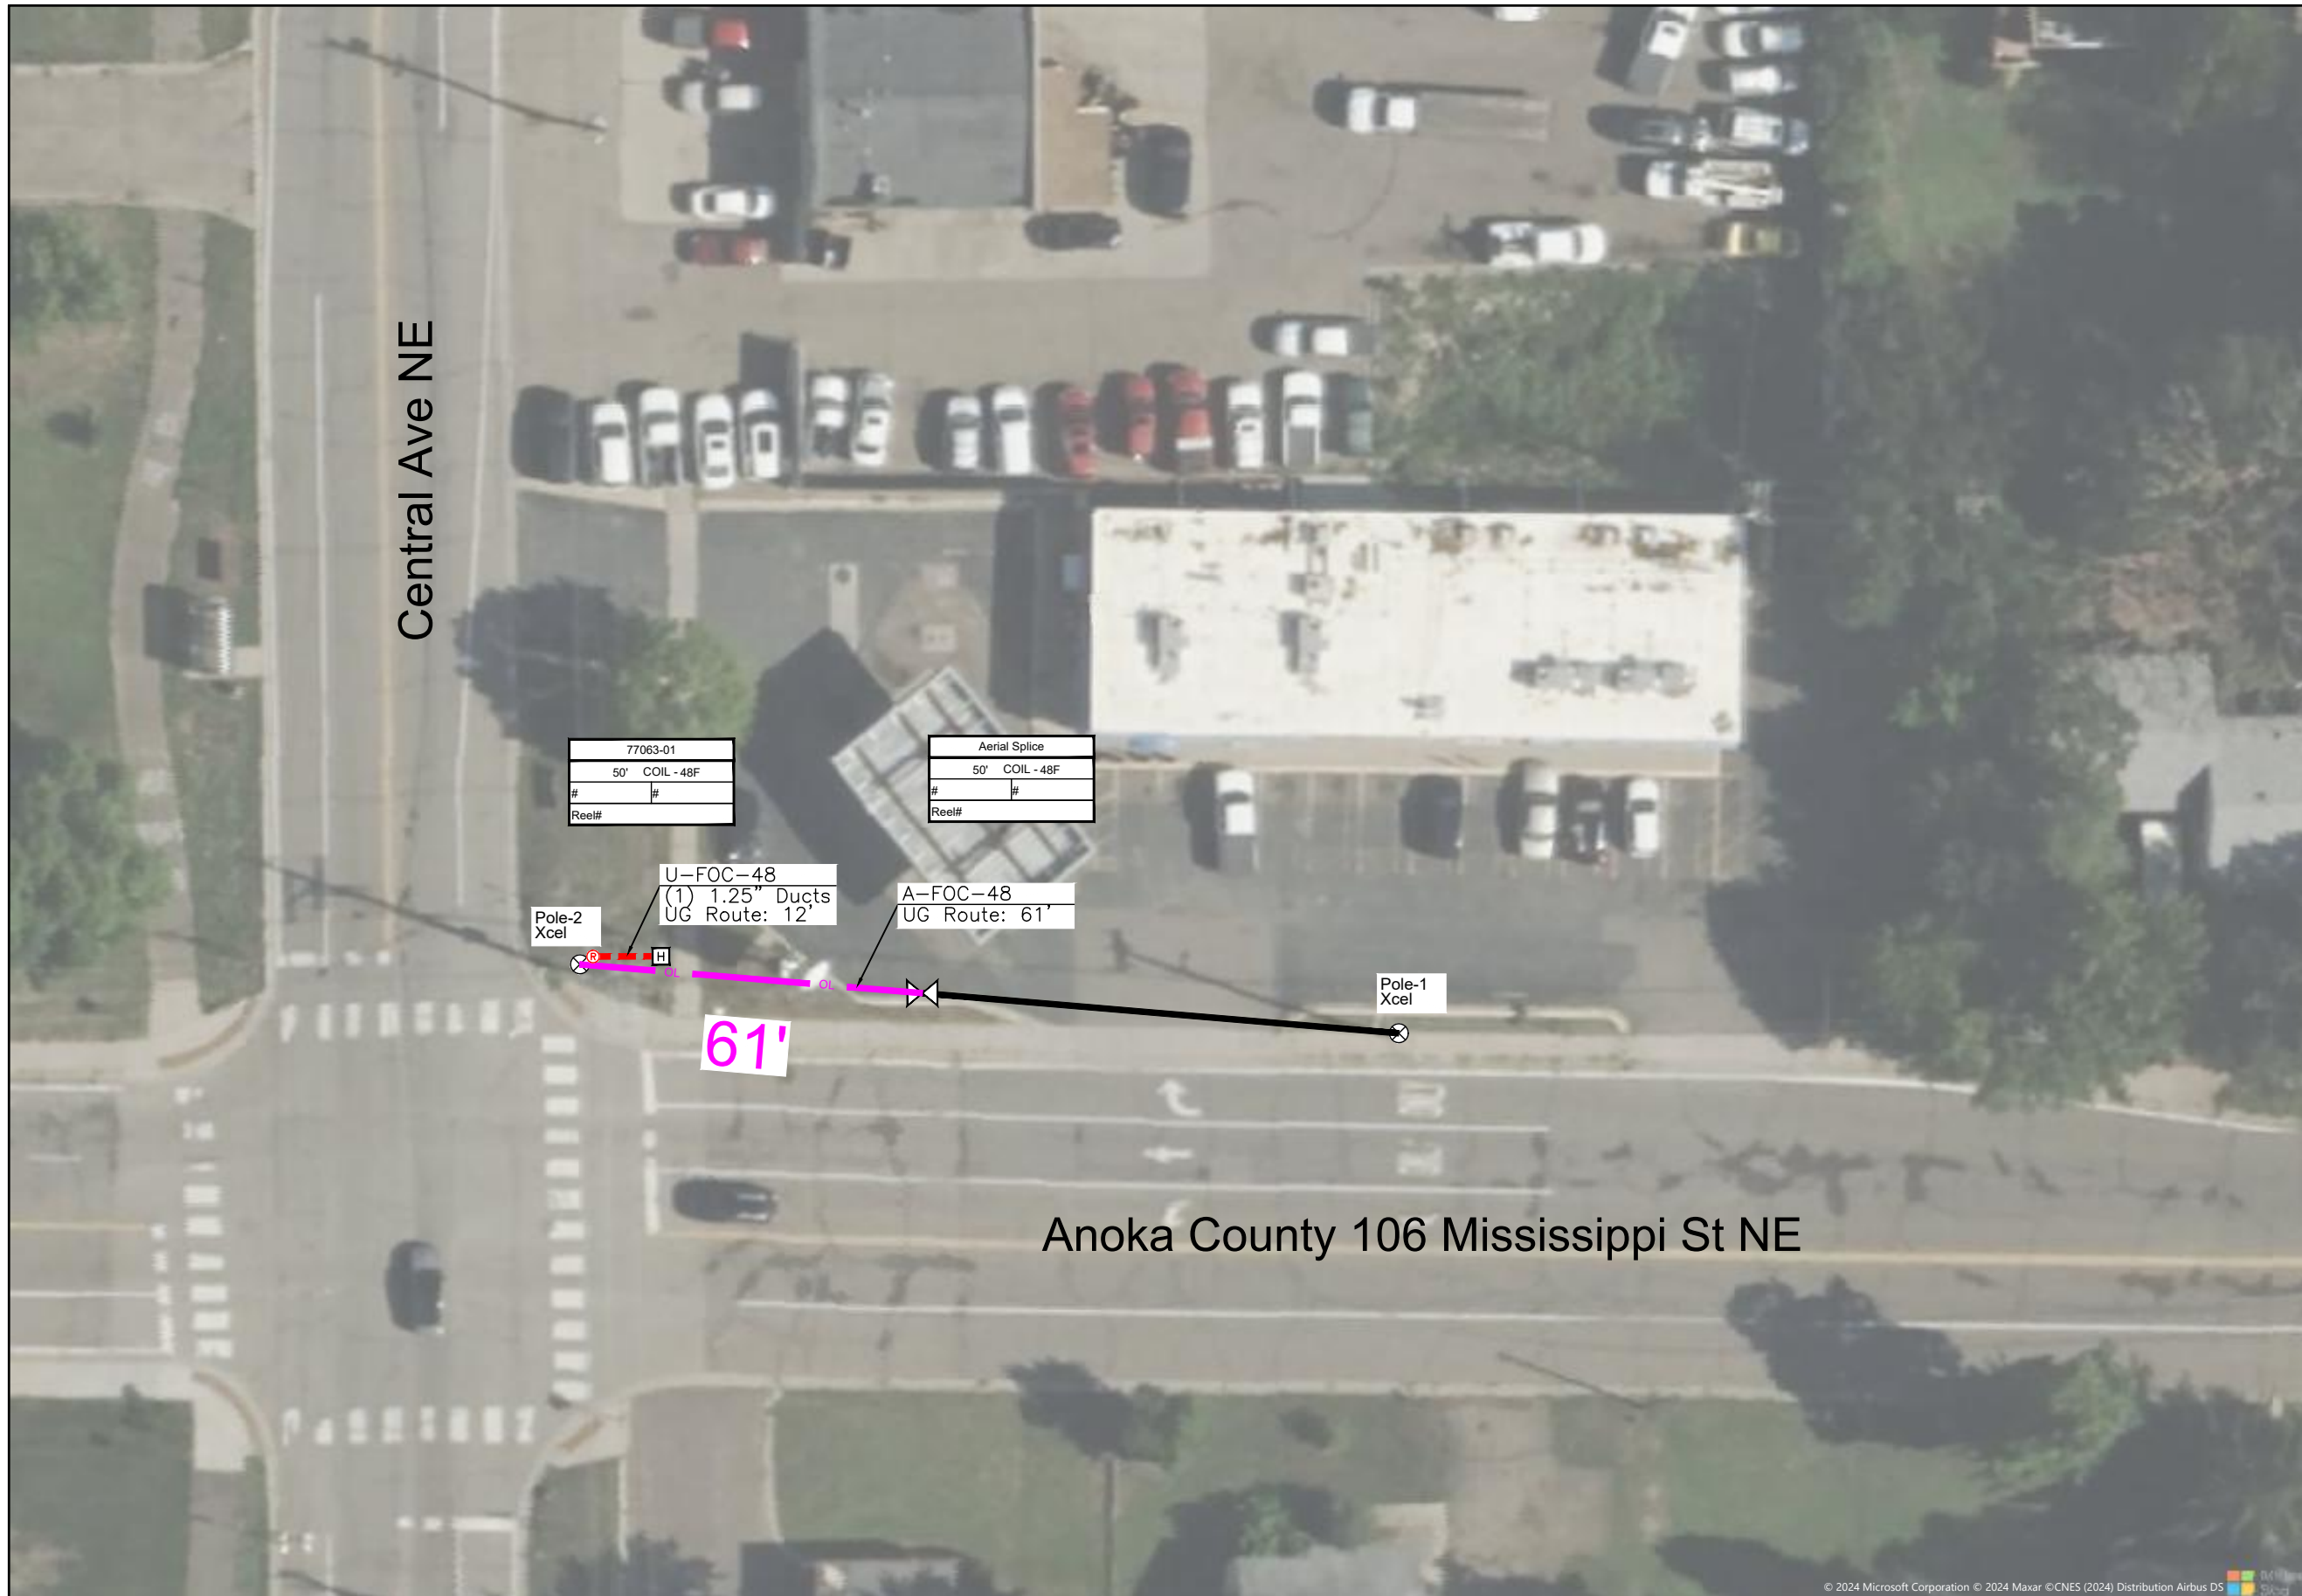 Central Ave NE
77063-01
50' COIL - 48F
# #
Reel#
Aerial Splice
50' COIL - 48F
# #
Reel#
U-FOC-48
(1) 1.25" Ducts
UG Route: 12'
A-FOC-48
UG Route: 61'
Pole-2
Xcel
R
H
OL
OL
Pole-1
Xcel
61'
Anoka County 106 Mississippi St NE
© 2024 Microsoft Corporation © 2024 Maxar ©CNES (2024) Distribution Airbus DS